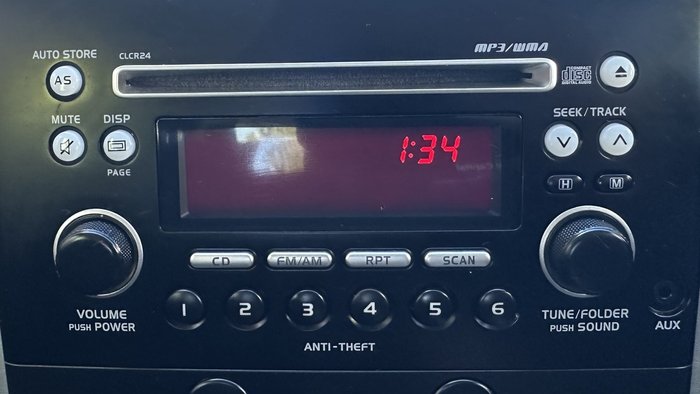 AUTO STORE
CLCR24
MP3/WMA
AS
COMPACT
disc
DIGITAL AUDIO
MUTE
DISP
SEEK/TRACK
1:34
PAGE
H
M
CD
FM/AM
RPT
SCAN
1
2
3
4
5
6
VOLUME
PUSH POWER
TUNE/FOLDER
PUSH SOUND
AUX
ANTI-THEFT